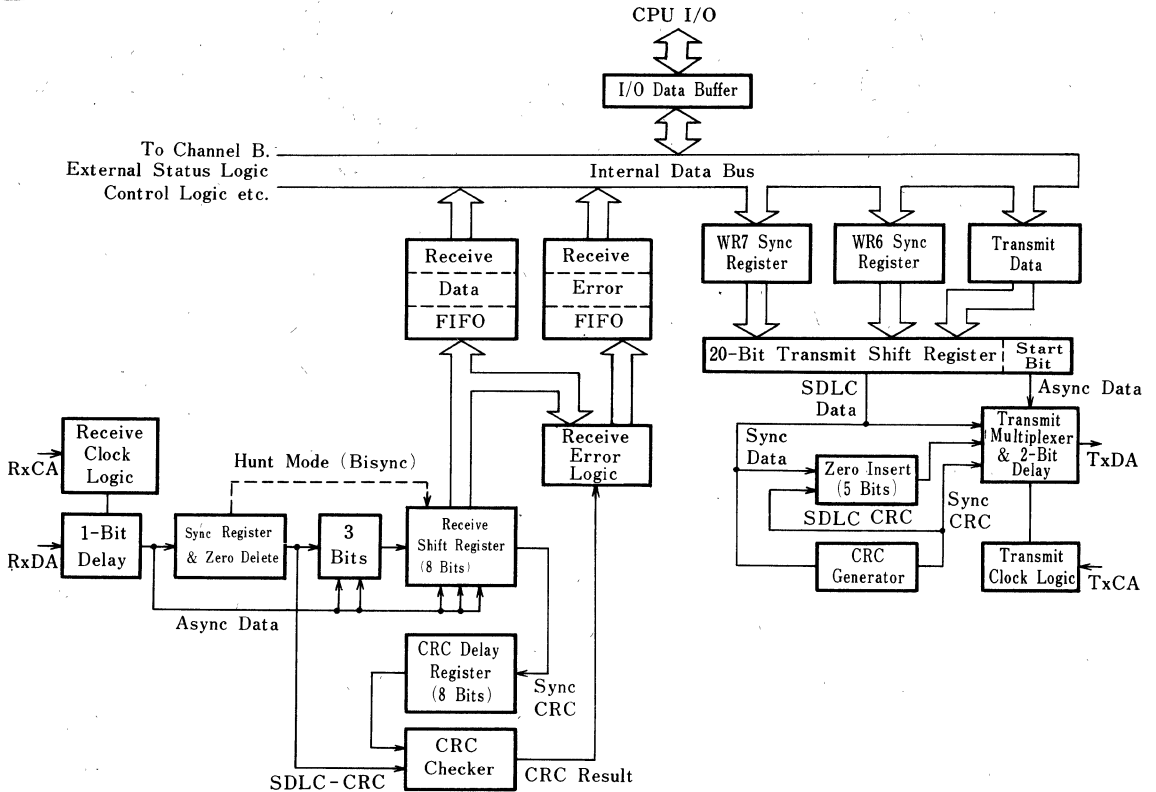 CPU I/O
I/O Data Buffer
To Channel B.
External Status Logic
Control Logic etc.
Internal Data Bus
Receive
Data
FIFO
Receive
Error
FIFO
WR7 Sync
Register
WR6 Sync
Register
Transmit
Data
20-Bit Transmit Shift Register
Start
Bit
SDLC
Data
Async Data
Receive
Clock
Logic
RxCA
Hunt Mode (Bisync)
Receive
Error
Logic
Sync
Data
Zero Insert
(5 Bits)
SDLC CRC
Sync
CRC
Transmit
Multiplexer
& 2-Bit
Delay
TxDA
RxDA
1-Bit
Delay
Sync Register
& Zero Delete
3
Bits
Receive
Shift Register
(8 Bits)
CRC
Generator
Transmit
Clock Logic
TxCA
Async Data
CRC Delay
Register
(8 Bits)
Sync
CRC
CRC
Checker
SDLC-CRC
CRC Result